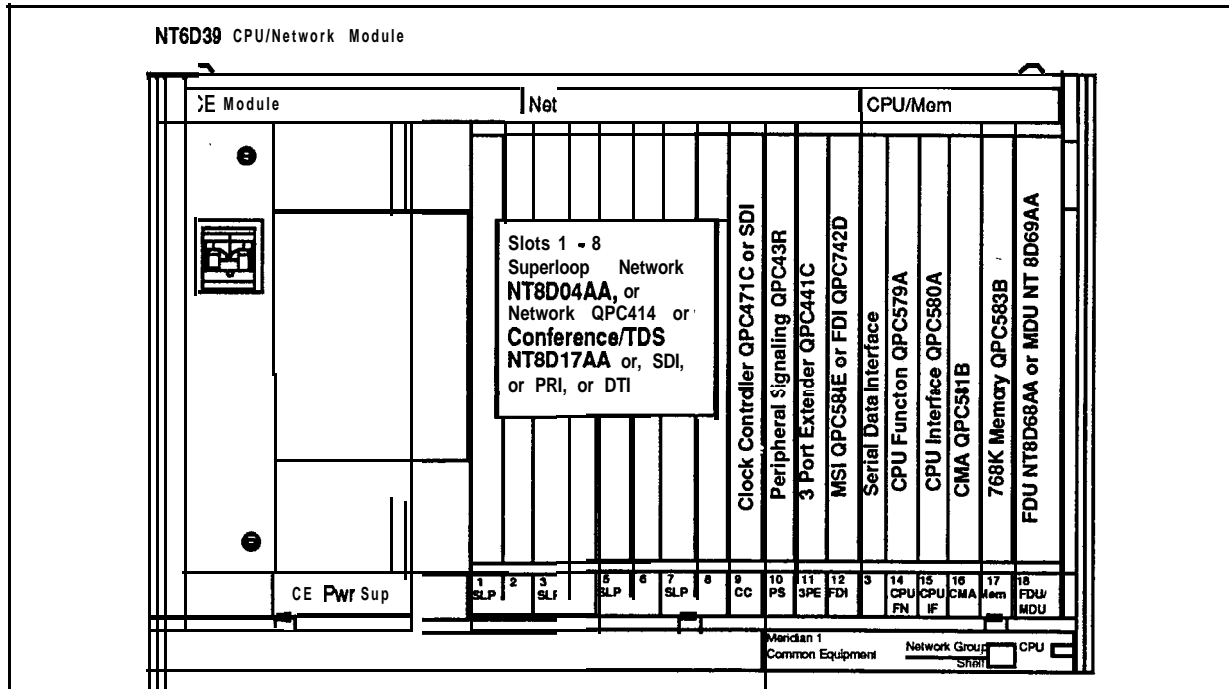 NT6D39 CPU/Network Module
CE Module
Net
CPU/Mem
Slots 1 - 8
Superloop Network
NT8D04AA, or
Network QPC414 or
Conference/TDS
NT8D17AA or, SDI,
or PRI, or DTI
Clock Contrdler QPC471C or SDI
Peripheral Signaling QPC43R
3 Port Extender QPC441C
MSI QPC584E or FDI QPC742D
Serial Data Interface
CPU Functon QPC579A
CPU Interface QPC580A
CMA QPC581B
768K Memory QPC583B
FDU NT8D68AA or MDU NT 8D69AA
CE Pwr Sup
1 SLP
2
3 SLF
5 SLP
6
7 SLP
8
9 CC
10 PS
11 3PE
12 FDI
3
14 CPU FN
15 CPU IF
16 CMA
17 Mem
18 FDU/ MDU
Meridian 1
Common Equipment
Network Group
Shelf
CPU